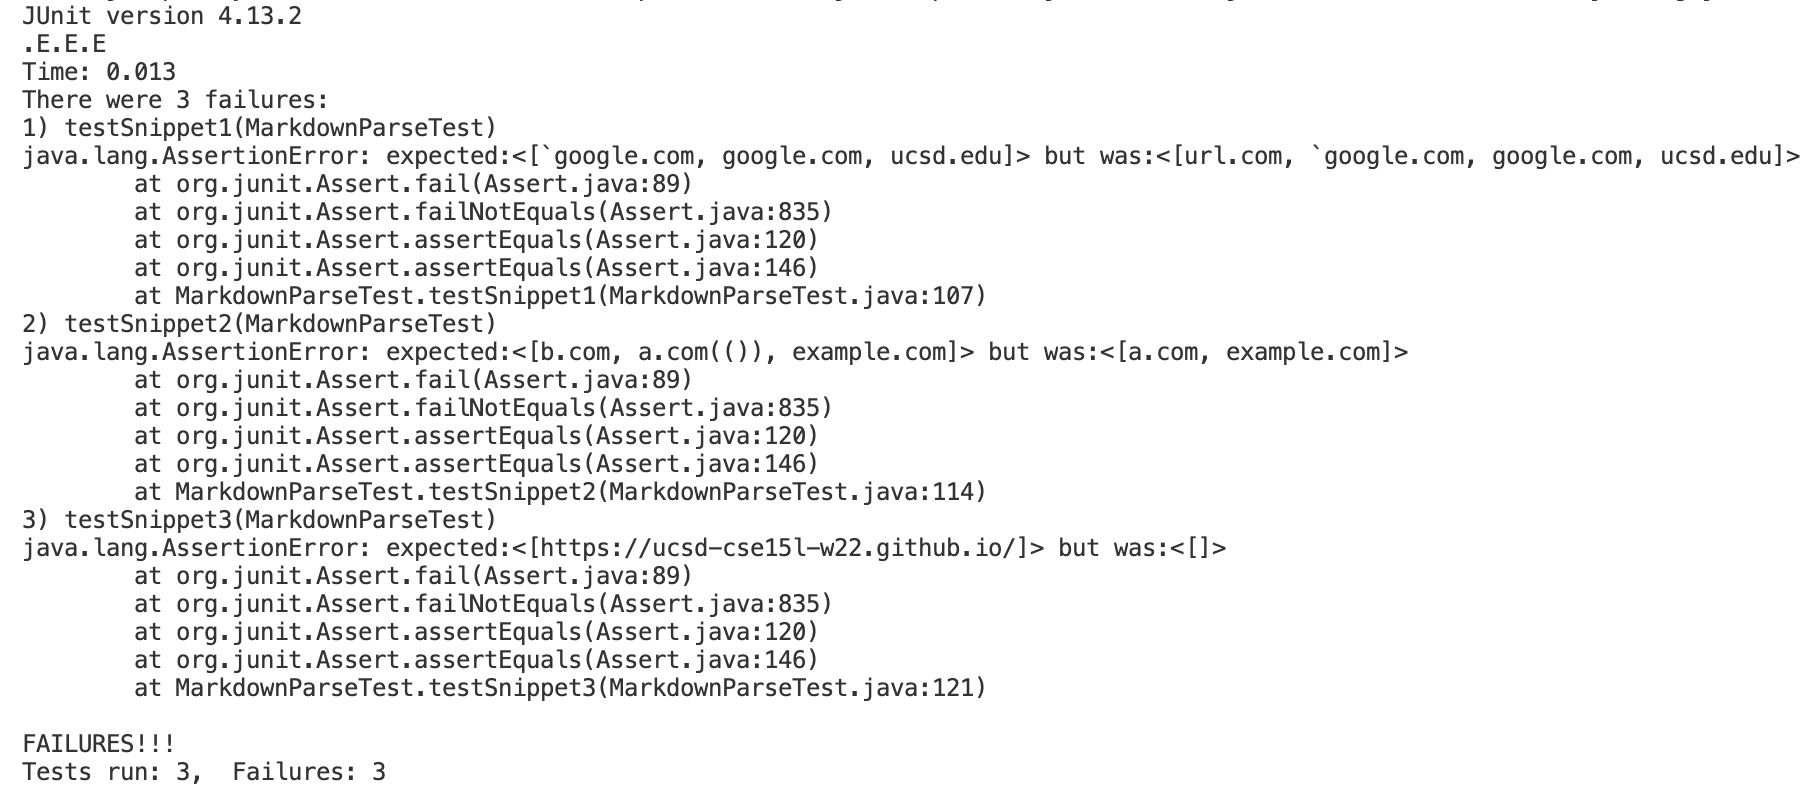 JUnit version 4.13.2
.E.E.E
Time: 0.013
There were 3 failures:
1) testSnippet1(MarkdownParseTest)
java.lang.AssertionError: expected:<[`google.com, google.com, ucsd.edu]> but was:<[url.com, `google.com, google.com, ucsd.edu]>
        at org.junit.Assert.fail(Assert.java:89)
        at org.junit.Assert.failNotEquals(Assert.java:835)
        at org.junit.Assert.assertEquals(Assert.java:120)
        at org.junit.Assert.assertEquals(Assert.java:146)
        at MarkdownParseTest.testSnippet1(MarkdownParseTest.java:107)
2) testSnippet2(MarkdownParseTest)
java.lang.AssertionError: expected:<[b.com, a.com(()), example.com]> but was:<[a.com, example.com]>
        at org.junit.Assert.fail(Assert.java:89)
        at org.junit.Assert.failNotEquals(Assert.java:835)
        at org.junit.Assert.assertEquals(Assert.java:120)
        at org.junit.Assert.assertEquals(Assert.java:146)
        at MarkdownParseTest.testSnippet2(MarkdownParseTest.java:114)
3) testSnippet3(MarkdownParseTest)
java.lang.AssertionError: expected:<[https://ucsd-cse15l-w22.github.io/]> but was:<[]>
        at org.junit.Assert.fail(Assert.java:89)
        at org.junit.Assert.failNotEquals(Assert.java:835)
        at org.junit.Assert.assertEquals(Assert.java:120)
        at org.junit.Assert.assertEquals(Assert.java:146)
        at MarkdownParseTest.testSnippet3(MarkdownParseTest.java:121)

FAILURES!!!
Tests run: 3,  Failures: 3